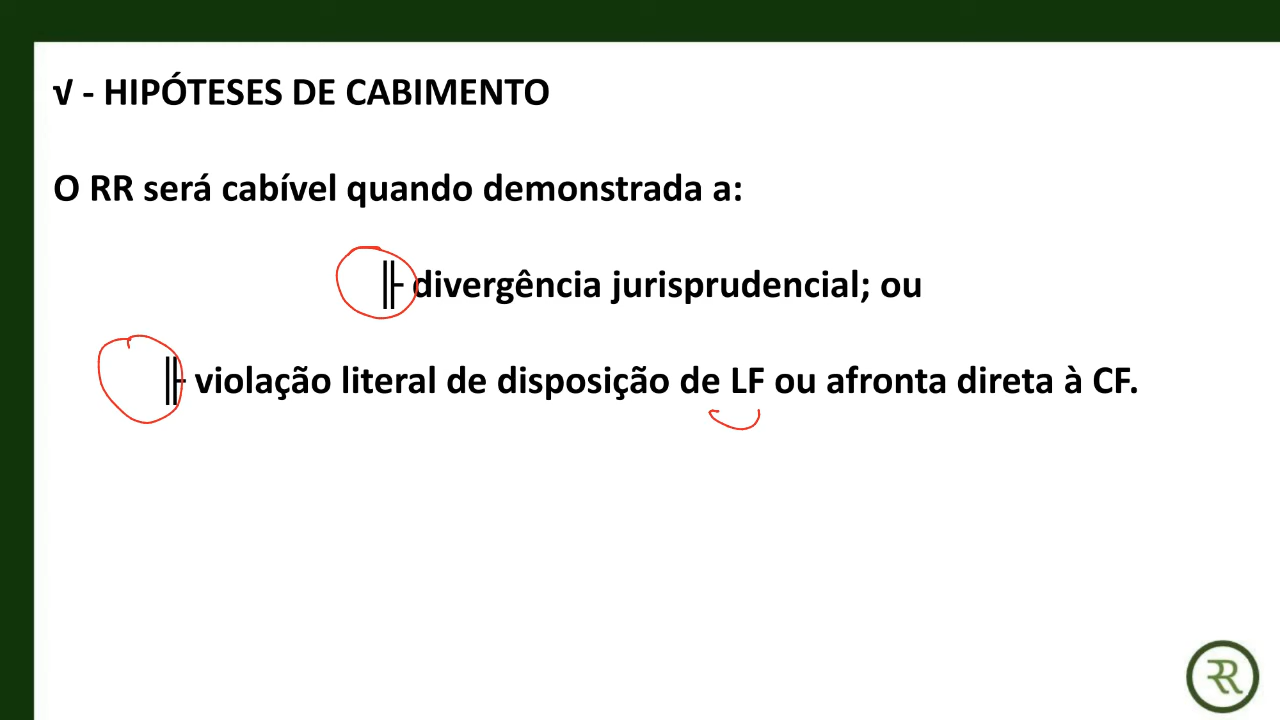 √ - HIPÓTESES DE CABIMENTO
O RR será cabível quando demonstrada a:
╟ divergência jurisprudencial; ou
╟ violação literal de disposição de LF ou afronta direta à CF.
RR